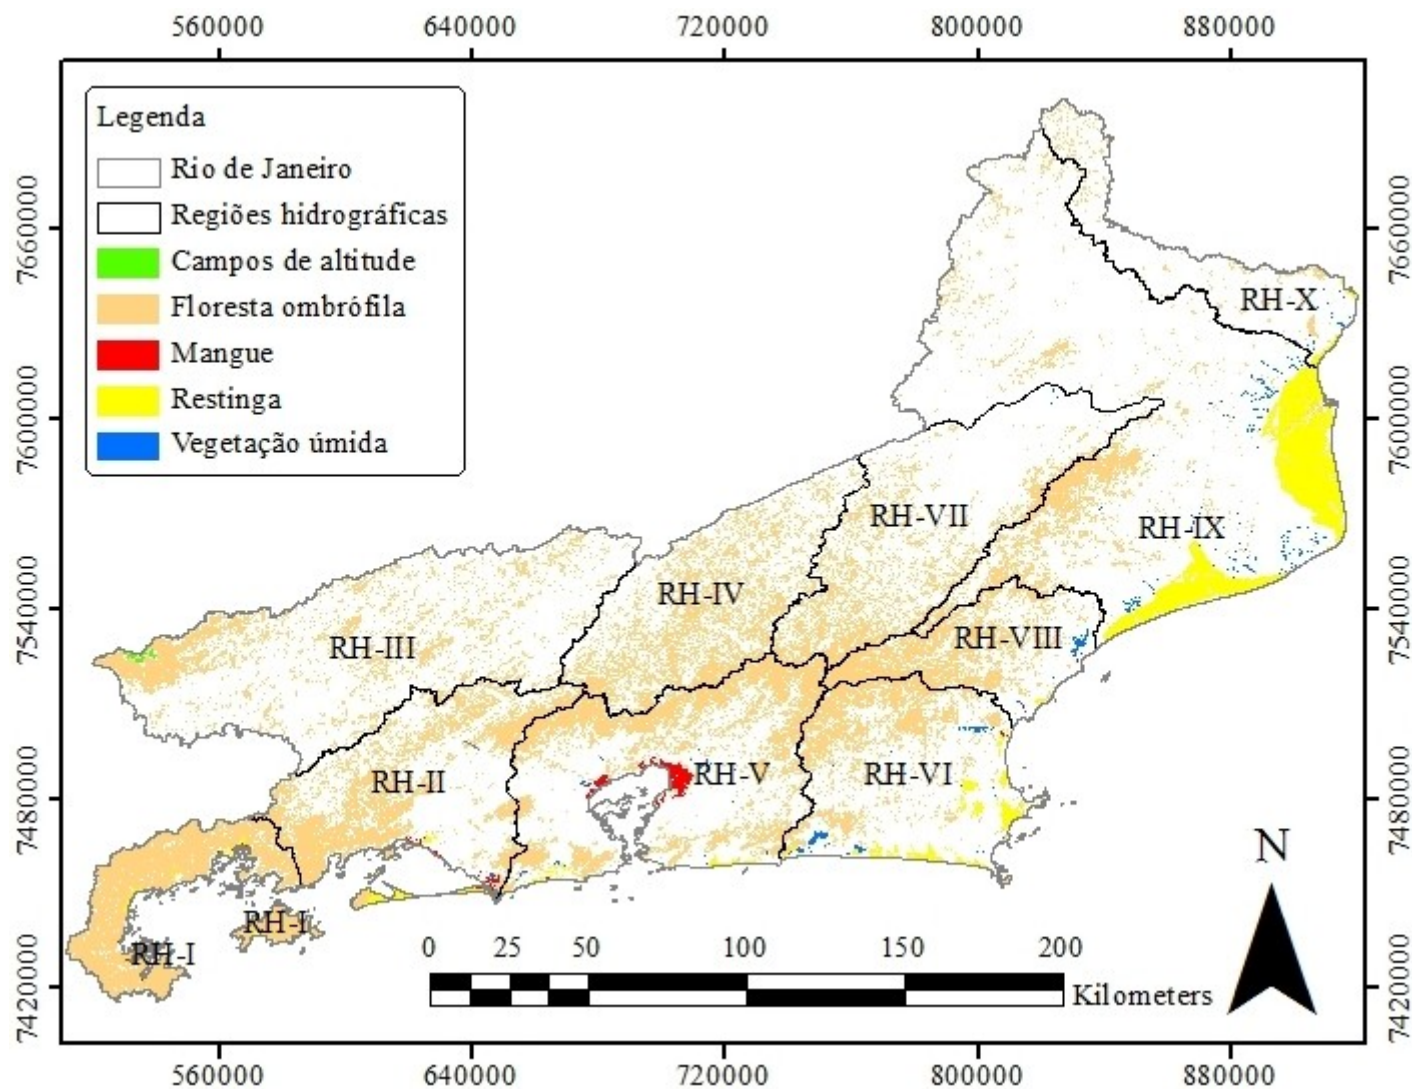 560000 640000 720000 800000 880000
Legenda
Rio de Janeiro
Regiões hidrográficas
Campos de altitude
Floresta ombrófila
Mangue
Restinga
Vegetação úmida
7660000
7600000
7540000
7480000
7420000
7660000
7600000
7540000
7480000
7420000
RH-X
RH-VII
RH-IX
RH-IV
RH-III
RH-VIII
RH-II
RH-V
RH-VI
RH-I
RH-I
N
0 25 50 100 150 200
Kilometers
560000 640000 720000 800000 880000